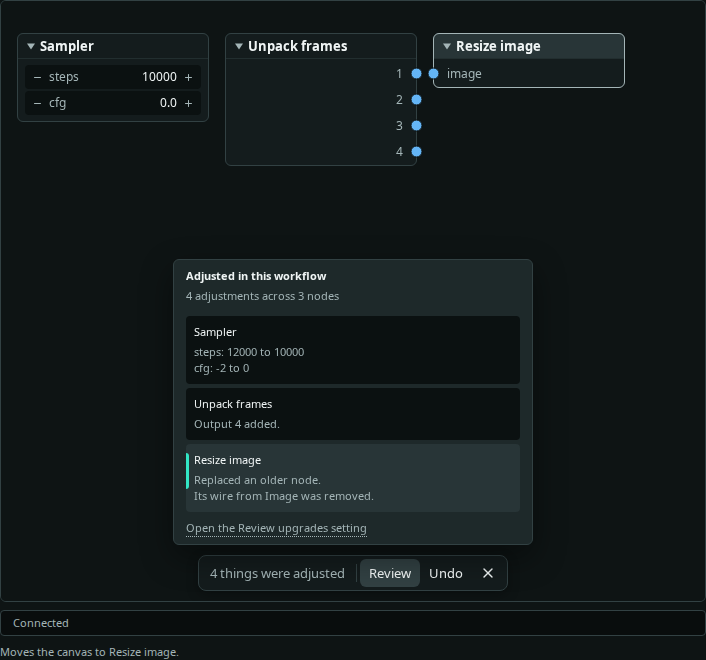 Sampler
− steps 10000 +
− cfg 0.0 +
Unpack frames
1
2
3
4
Resize image
image
Adjusted in this workflow
4 adjustments across 3 nodes
Sampler
steps: 12000 to 10000
cfg: -2 to 0
Unpack frames
Output 4 added.
Resize image
Replaced an older node.
Its wire from Image was removed.
Open the Review upgrades setting
4 things were adjusted Review Undo ✕
Connected
Moves the canvas to Resize image.